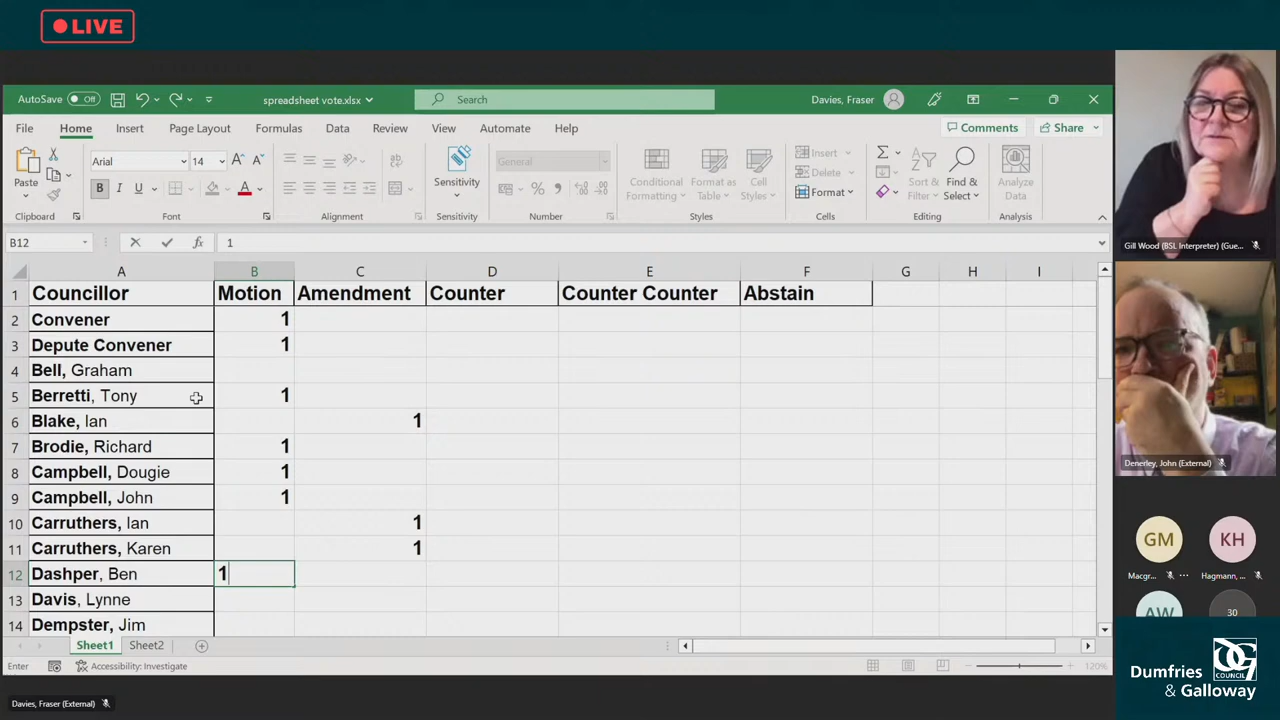 LIVE
AutoSave Off
spreadsheet vote.xlsx
Search
Davies, Fraser
File Home Insert Page Layout Formulas Data Review View Automate Help
Comments Share
Paste
Arial 14
B I U
General
Sensitivity
Conditional Formatting
Format as Table
Cell Styles
Insert
Delete
Format
Sort & Filter
Find & Select
Analyze Data
Clipboard Font Alignment Sensitivity Number Styles Cells Editing Analysis
B12 fx 1
A B C D E F G H I
1 Councillor Motion Amendment Counter Counter Counter Abstain
2 Convener 1
3 Depute Convener 1
4 Bell, Graham
5 Berretti, Tony 1
6 Blake, Ian 1
7 Brodie, Richard 1
8 Campbell, Dougie 1
9 Campbell, John 1
10 Carruthers, Ian 1
11 Carruthers, Karen 1
12 Dashper, Ben 1
13 Davis, Lynne
14 Dempster, Jim
Sheet1 Sheet2
Enter Accessibility: Investigate 120%
Davies, Fraser (External)
Gill Wood (BSL Interpreter) (Gue...
Denerley, John (External)
GM KH
Macgr... Hagmann, ...
AW 30
Dumfries
& Galloway
COUNCIL